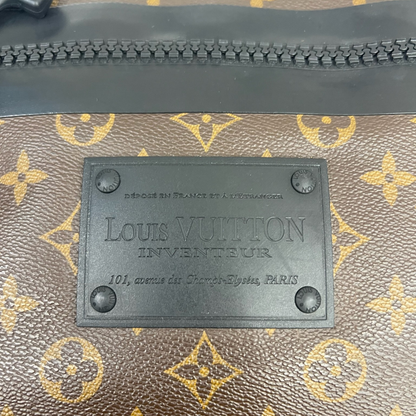 DÉPOSÉ EN FRANCE ET A L'ÉTRANGER
LOUIS VUITTON
INVENTEUR
101, avenue des Champs-Elysées, PARIS